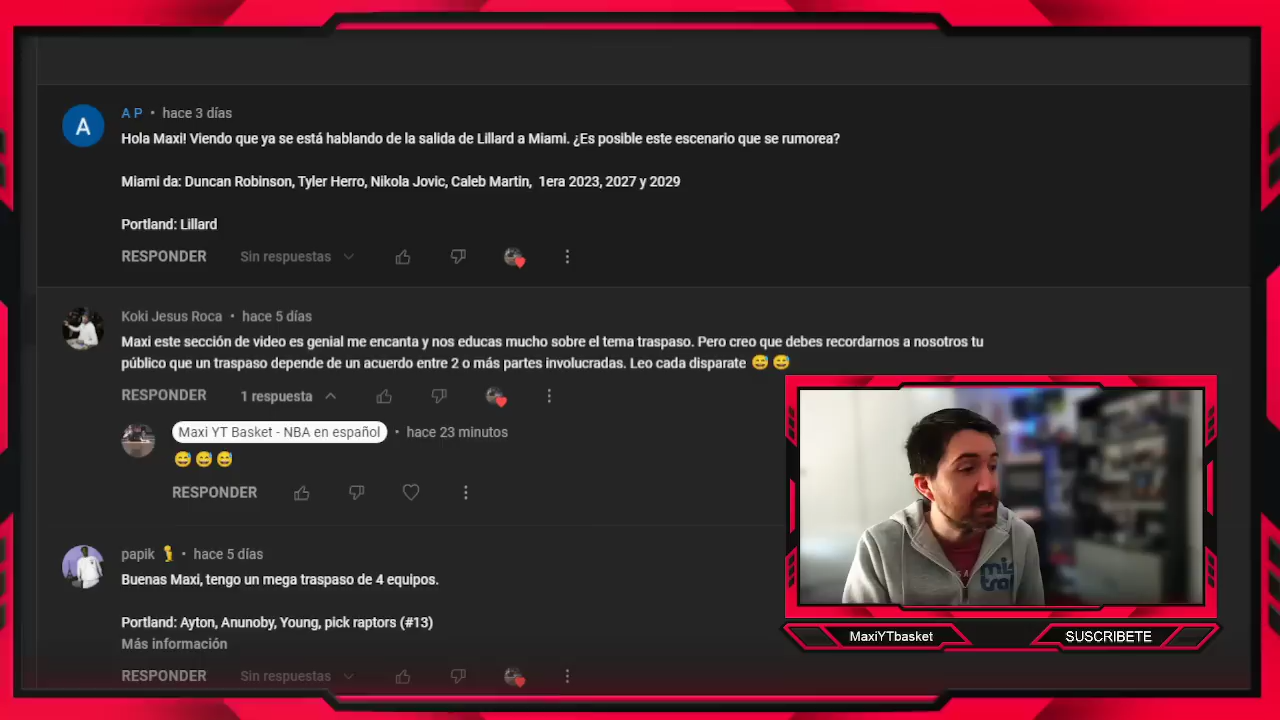 A P • hace 3 días
A
Hola Maxi! Viendo que ya se está hablando de la salida de Lillard a Miami. ¿Es posible este escenario que se rumorea?
Miami da: Duncan Robinson, Tyler Herro, Nikola Jovic, Caleb Martin, 1era 2023, 2027 y 2029
Portland: Lillard
RESPONDER Sin respuestas
Koki Jesus Roca • hace 5 días
Maxi este sección de video es genial me encanta y nos educas mucho sobre el tema traspaso. Pero creo que debes recordarnos a nosotros tu
público que un traspaso depende de un acuerdo entre 2 o más partes involucradas. Leo cada disparate 😅 😅
RESPONDER 1 respuesta
Maxi YT Basket - NBA en español • hace 23 minutos
😅 😅 😅
RESPONDER
papik • hace 5 días
Buenas Maxi, tengo un mega traspaso de 4 equipos.
Portland: Ayton, Anunoby, Young, pick raptors (#13)
Más información
RESPONDER Sin respuestas
mis
tral
MaxiYTbasket
SUSCRIBETE